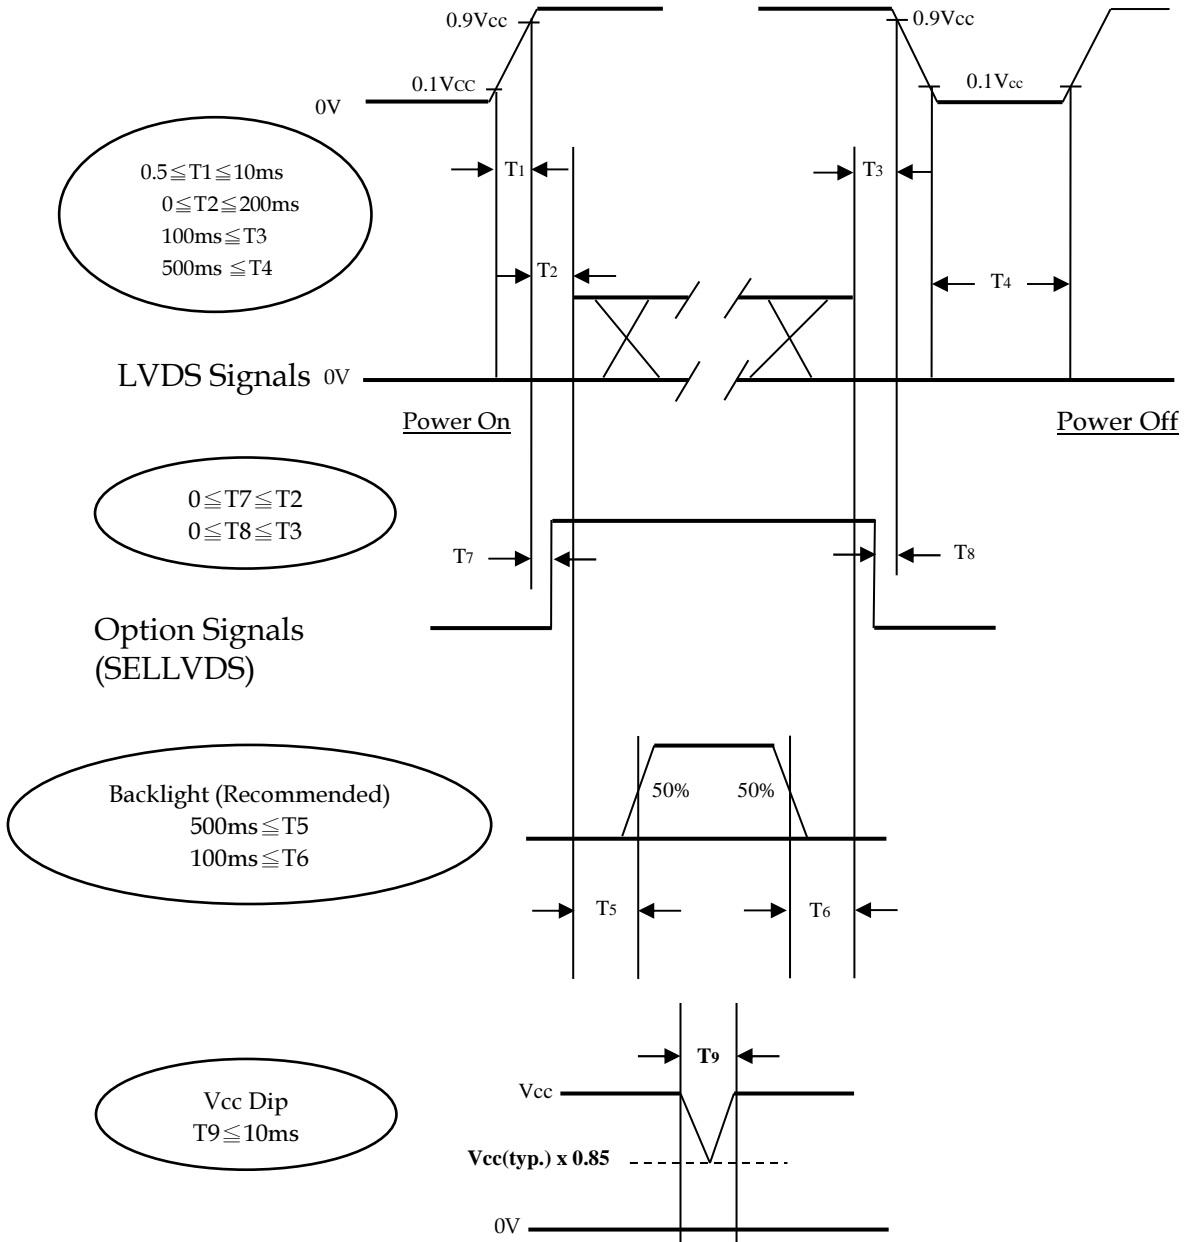 0.9Vcc
0.9Vcc
0.1VCC
0.1Vcc
0V
0.5≦T1≦10ms
0≦T2≦200ms
100ms≦T3
500ms ≦T4
T1
T3
T2
T4
LVDS Signals 0V
Power On
Power Off
0≦T7≦T2
0≦T8≦T3
T7
T8
Option Signals
(SELLVDS)
Backlight (Recommended)
500ms≦T5
100ms≦T6
50%
50%
T5
T6
T9
Vcc
Vcc Dip
T9≦10ms
Vcc(typ.) x 0.85
0V